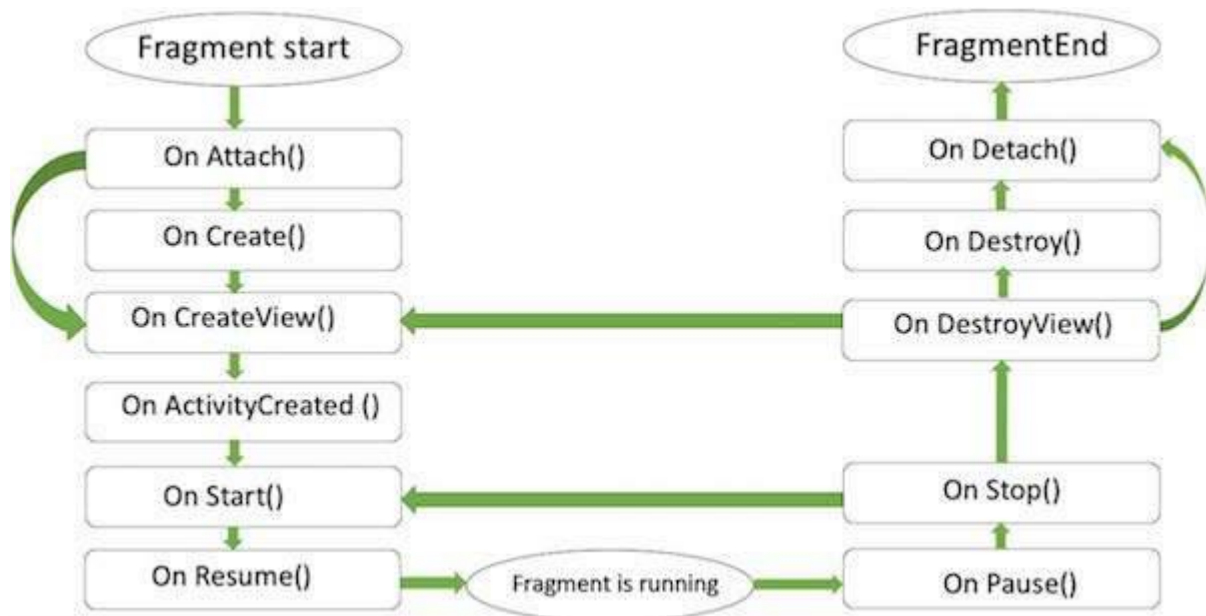 Fragment start
FragmentEnd
On Attach()
On Detach()
On Create()
On Destroy()
On CreateView()
On DestroyView()
On ActivityCreated ()
On Start()
On Stop()
On Resume()
Fragment is running
On Pause()